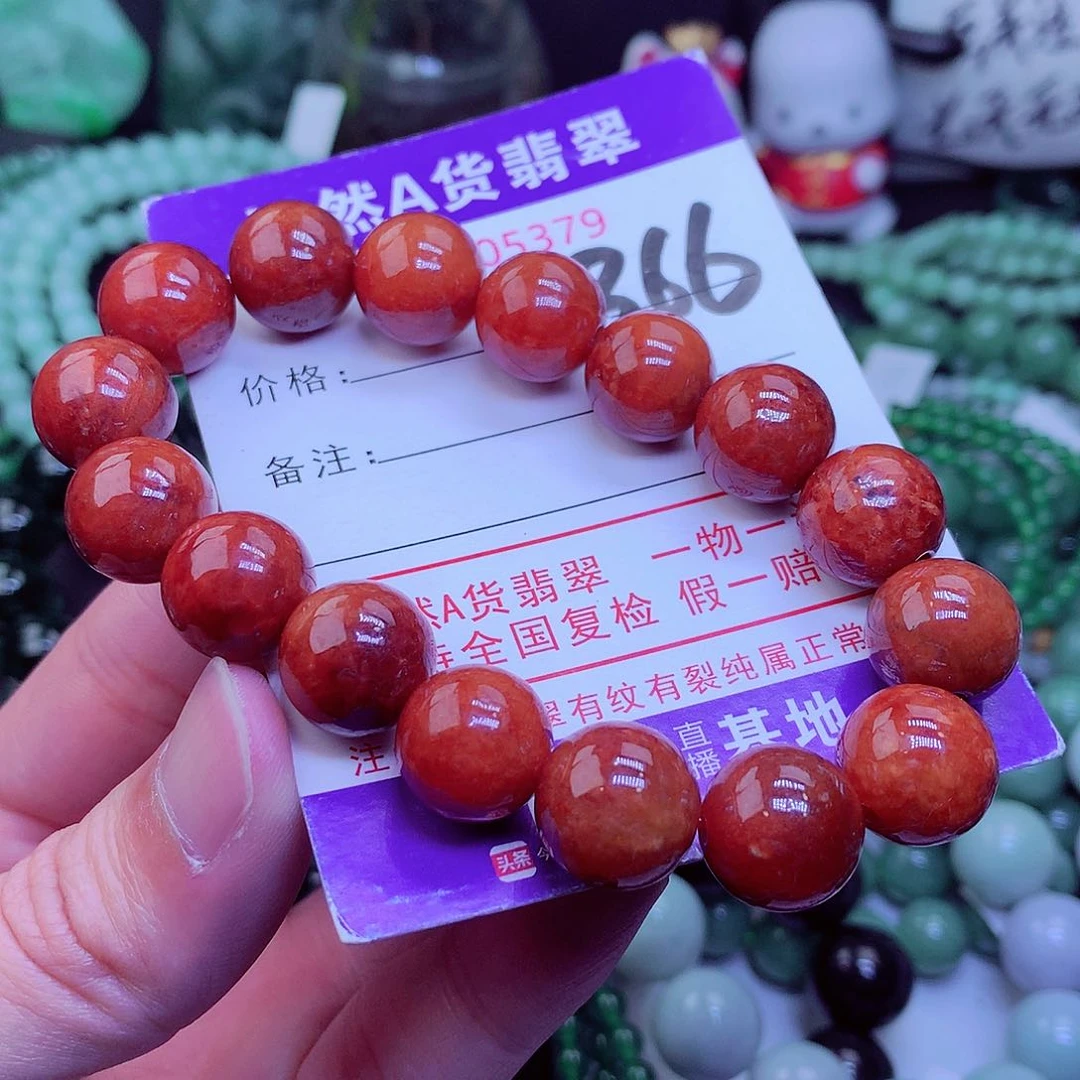 然A货翡翠
05379
366
价格:
备注:
然A货翡翠 一物一
全国复检 假一赔
翠有纹有裂纯属正常
注
直播
基地
头条